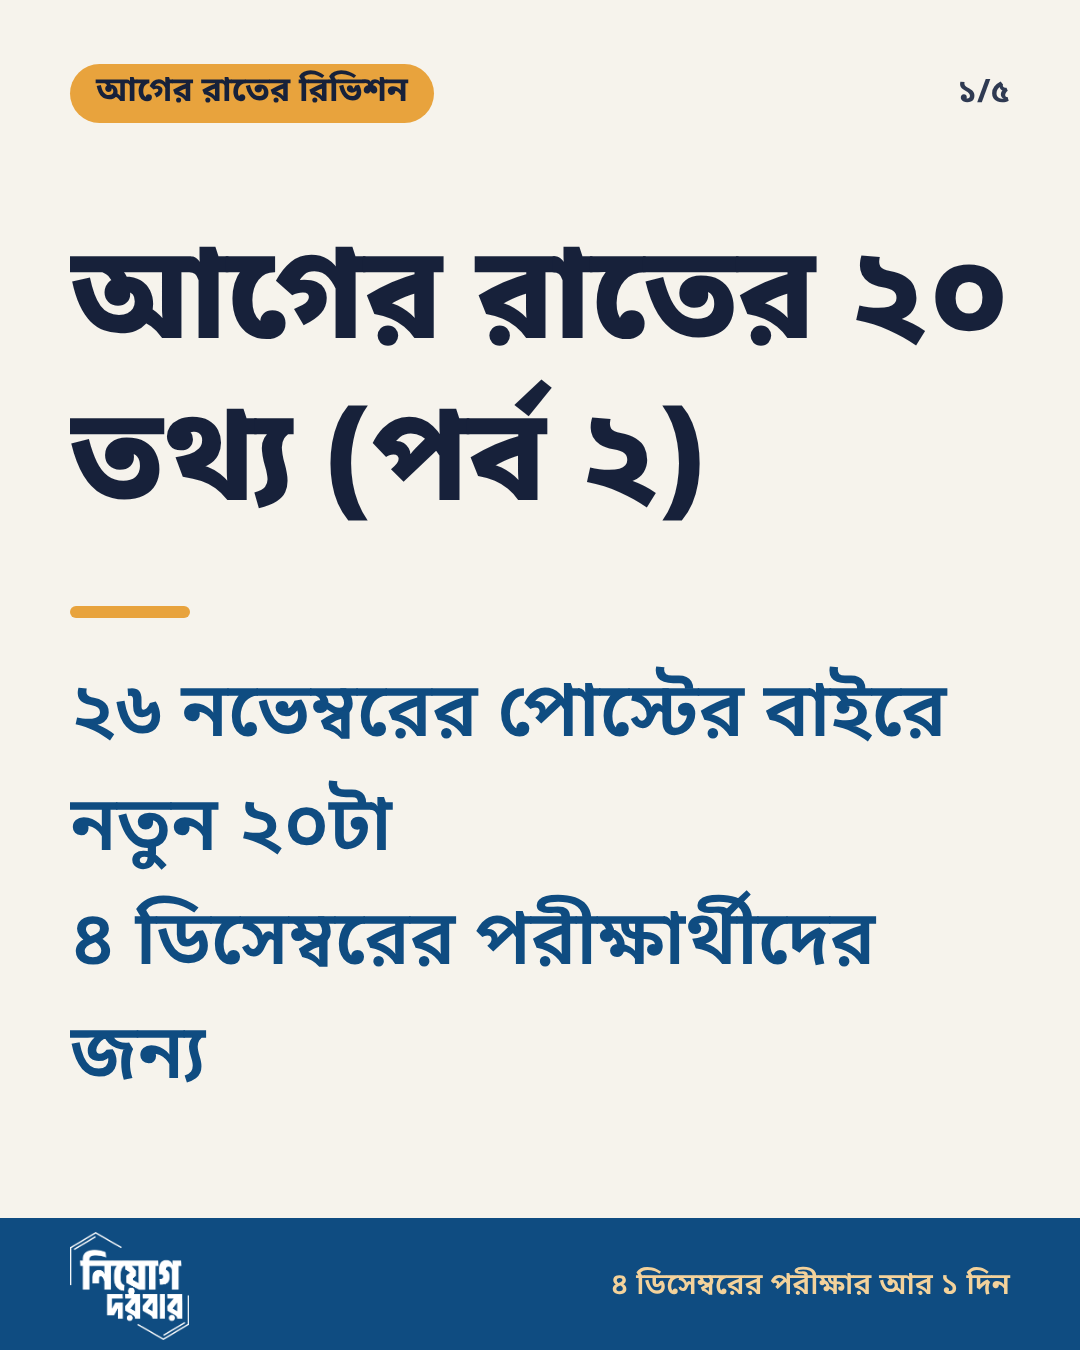 আগের রাতের রিভিশন
১/৫
আগের রাতের ২০
তথ্য (পর্ব ২)
২৬ নভেম্বরের পোস্টের বাইরে
নতুন ২০টা
৪ ডিসেম্বরের পরীক্ষার্থীদের
জন্য
নিয়োগ
দরবার
৪ ডিসেম্বরের পরীক্ষার আর ১ দিন